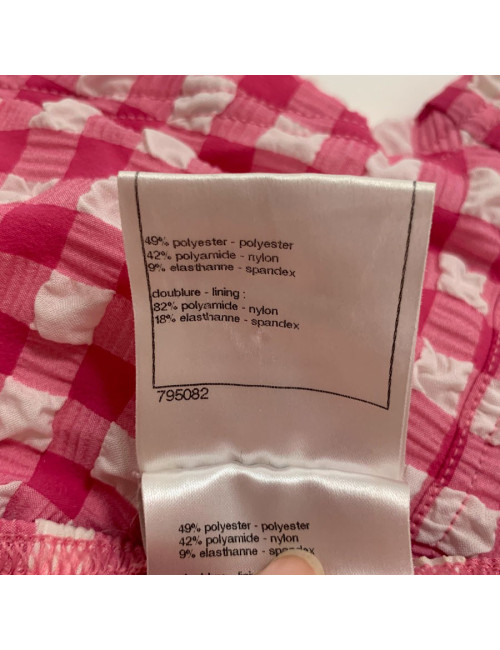 49% polyester - polyester
42% polyamide - nylon
9% elasthanne - spandex
doublure - lining :
82% polyamide - nylon
18% elasthanne - spandex
795082
49% polyester - polyester
42% polyamide - nylon
9% elasthanne - spandex